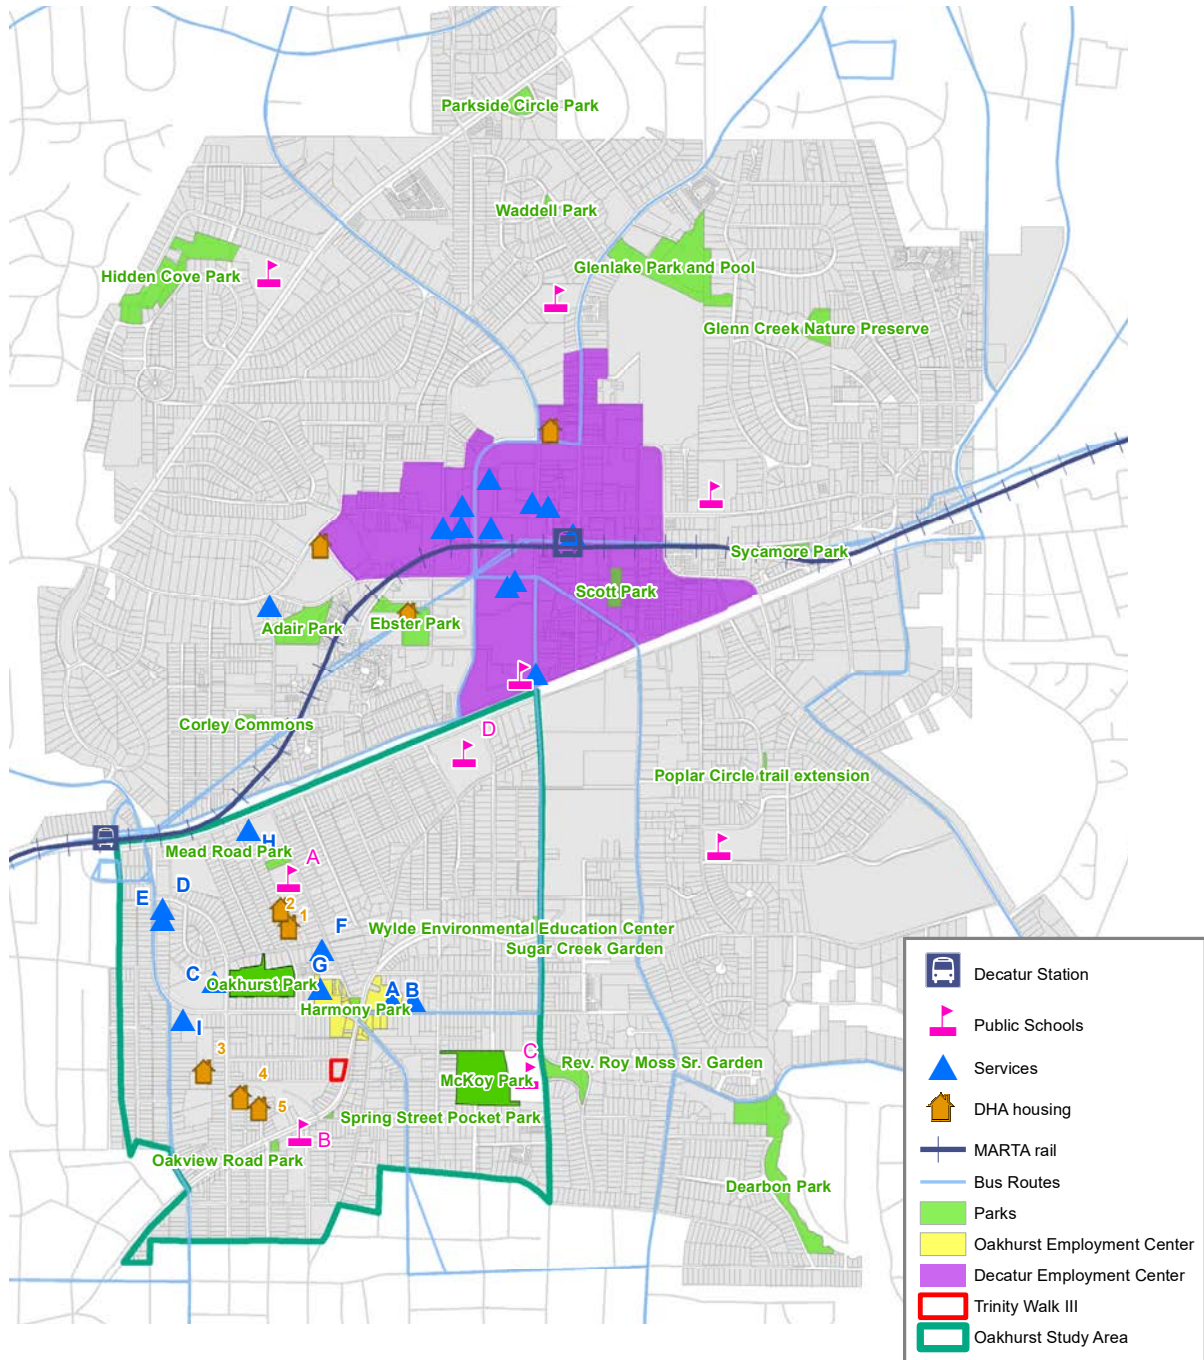 Parkside Circle Park
Waddell Park
Hidden Cove Park
Glenlake Park and Pool
Glenn Creek Nature Preserve
Sycamore Park
Scott Park
Adair Park
Ebster Park
Corley Commons
D
Poplar Circle trail extension
H
Mead Road Park
A
D
E
2
1
F
Wylde Environmental Education Center
Sugar Creek Garden
G
C
Oakhurst Park
A
B
Harmony Park
I
3
C
Rev. Roy Moss Sr. Garden
4
McKoy Park
5
Spring Street Pocket Park
B
Oakview Road Park
Dearbon Park
Decatur Station
Public Schools
Services
DHA housing
MARTA rail
Bus Routes
Parks
Oakhurst Employment Center
Decatur Employment Center
Trinity Walk III
Oakhurst Study Area